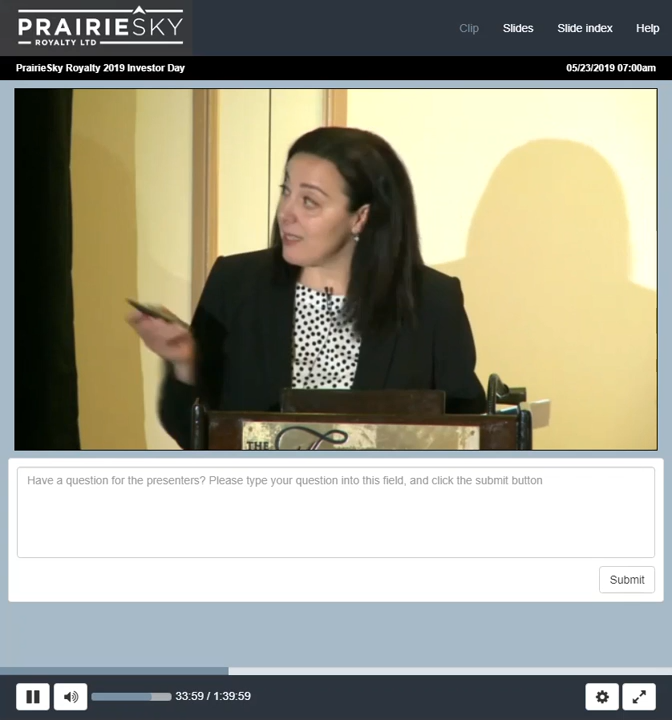 PRAIRIESKY
ROYALTY LTD
Clip Slides Slide index Help
PrairieSky Royalty 2019 Investor Day 05/23/2019 07:00am
THE
Have a question for the presenters? Please type your question into this field, and click the submit button
Submit
33:59 / 1:39:59